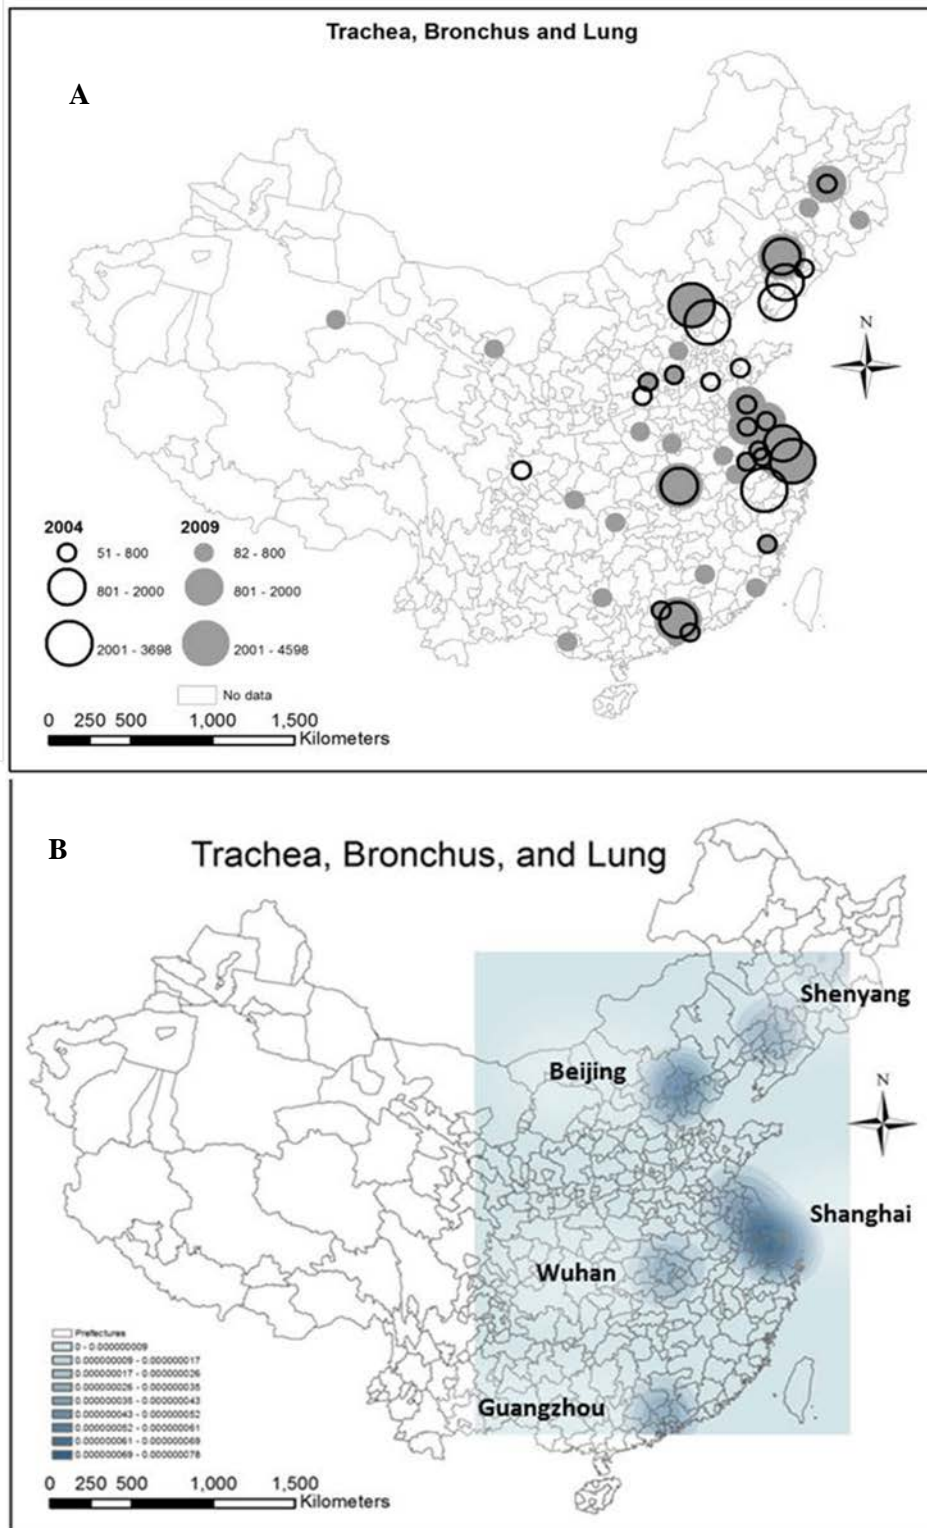 Trachea, Bronchus and Lung
A
N
2004 2009
51 - 800 82 - 800
801 - 2000 801 - 2000
2001 - 3698 2001 - 4598
No data
0 250 500 1,000 1,500
Kilometers
B
Trachea, Bronchus, and Lung
Shenyang
Beijing
N
Shanghai
Wuhan
Guangzhou
Prefectures
0 - 0.000000009
0.000000009 - 0.000000017
0.000000017 - 0.000000026
0.000000026 - 0.000000035
0.000000035 - 0.000000043
0.000000043 - 0.000000052
0.000000052 - 0.000000061
0.000000061 - 0.000000069
0.000000069 - 0.000000078
0 250 500 1,000 1,500
Kilometers